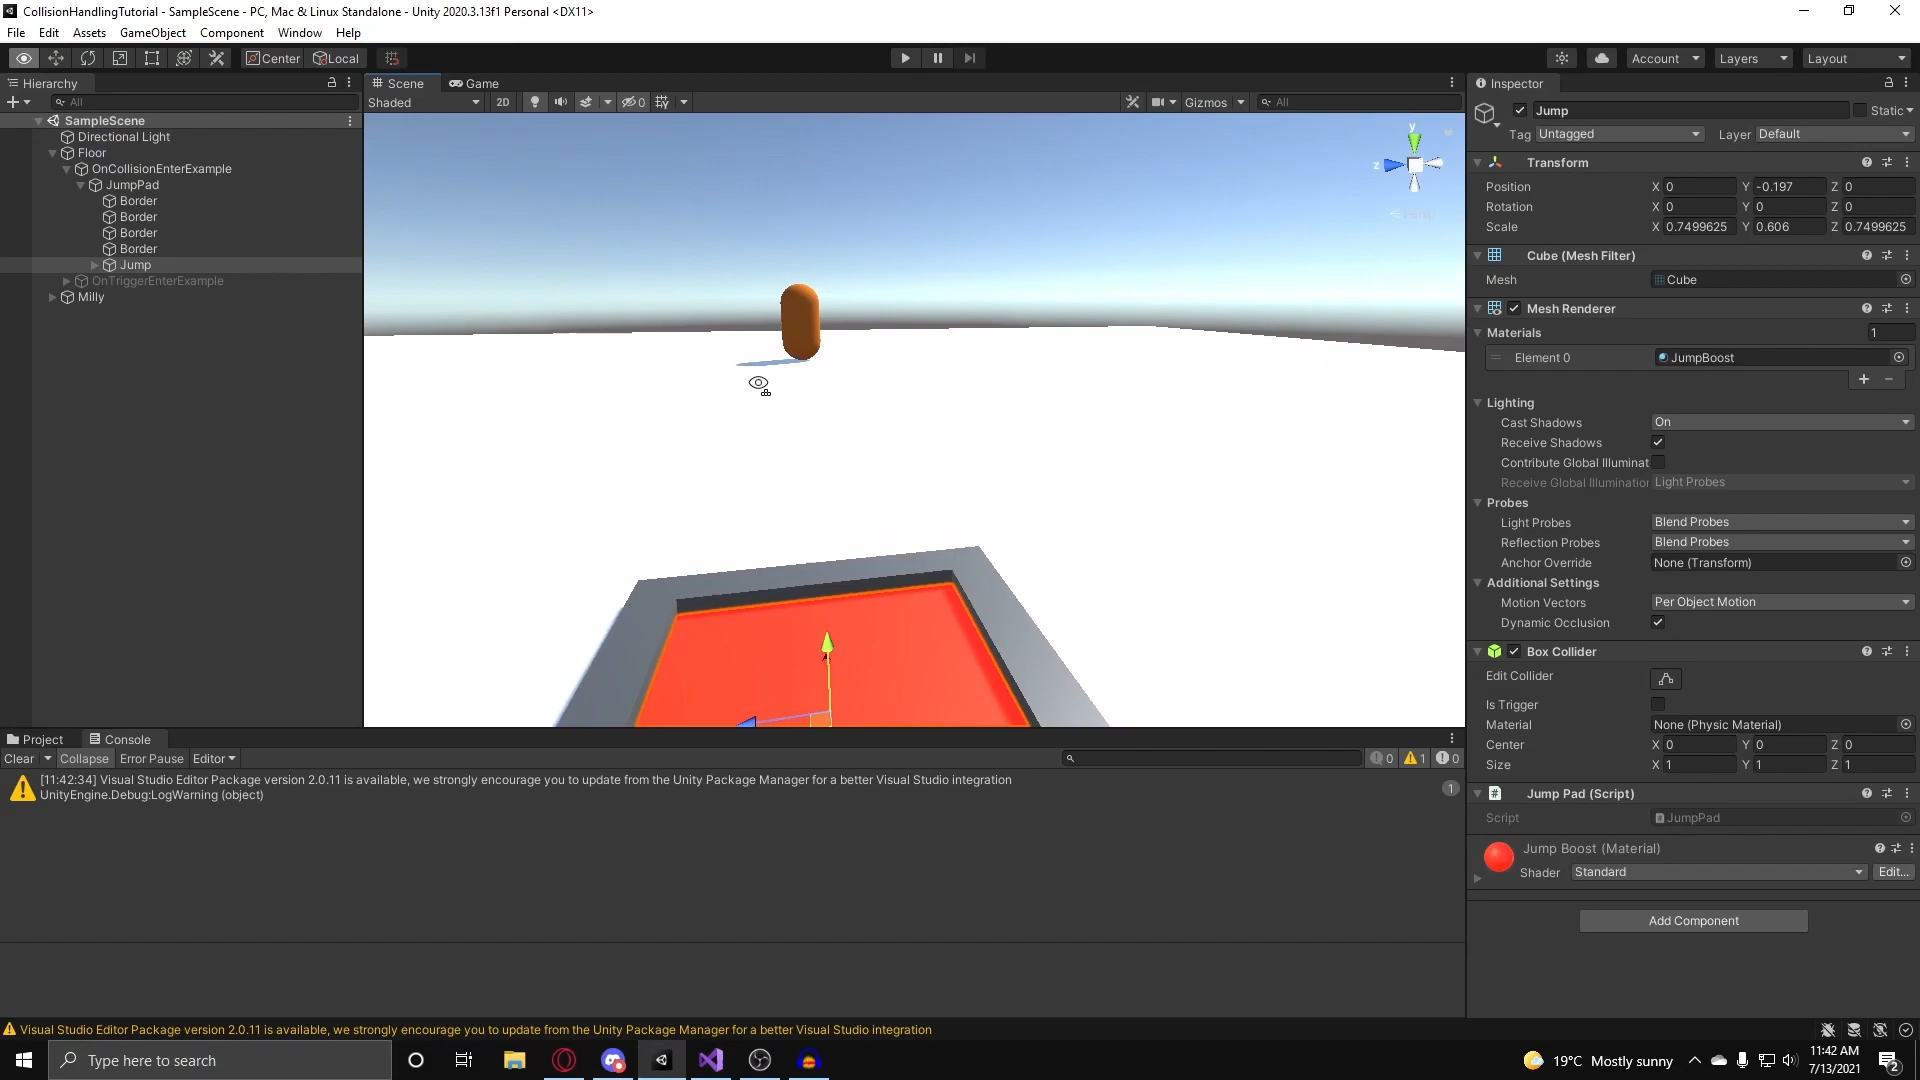 CollisionHandlingTutorial - SampleScene - PC, Mac & Linux Standalone - Unity 2020.3.13f1 Personal <DX11>
File Edit Assets GameObject Component Window Help
Center Local Account Layers Layout
Hierarchy
All
SampleScene
Directional Light
Floor
OnCollisionEnterExample
JumpPad
Border
Border
Border
Border
Jump
OnTriggerEnterExample
Milly
Scene Game
Shaded 2D 0 Gizmos All
y
z
Persp
Inspector
Jump Static
Tag Untagged Layer Default
Transform
Position X 0 Y -0.197 Z 0
Rotation X 0 Y 0 Z 0
Scale X 0.7499625 Y 0.606 Z 0.7499625
Cube (Mesh Filter)
Mesh Cube
Mesh Renderer
Materials 1
Element 0 JumpBoost
Lighting
Cast Shadows On
Receive Shadows
Contribute Global Illuminat
Receive Global Illumination Light Probes
Probes
Light Probes Blend Probes
Reflection Probes Blend Probes
Anchor Override None (Transform)
Additional Settings
Motion Vectors Per Object Motion
Dynamic Occlusion
Box Collider
Edit Collider
Is Trigger
Material None (Physic Material)
Center X 0 Y 0 Z 0
Size X 1 Y 1 Z 1
Jump Pad (Script)
Script JumpPad
Jump Boost (Material)
Shader Standard Edit...
Add Component
Project Console
Clear Collapse Error Pause Editor 0 1 0
[11:42:34] Visual Studio Editor Package version 2.0.11 is available, we strongly encourage you to update from the Unity Package Manager for a better Visual Studio integration
UnityEngine.Debug:LogWarning (object)
1
Visual Studio Editor Package version 2.0.11 is available, we strongly encourage you to update from the Unity Package Manager for a better Visual Studio integration
Type here to search
19°C Mostly sunny
11:42 AM
7/13/2021
2